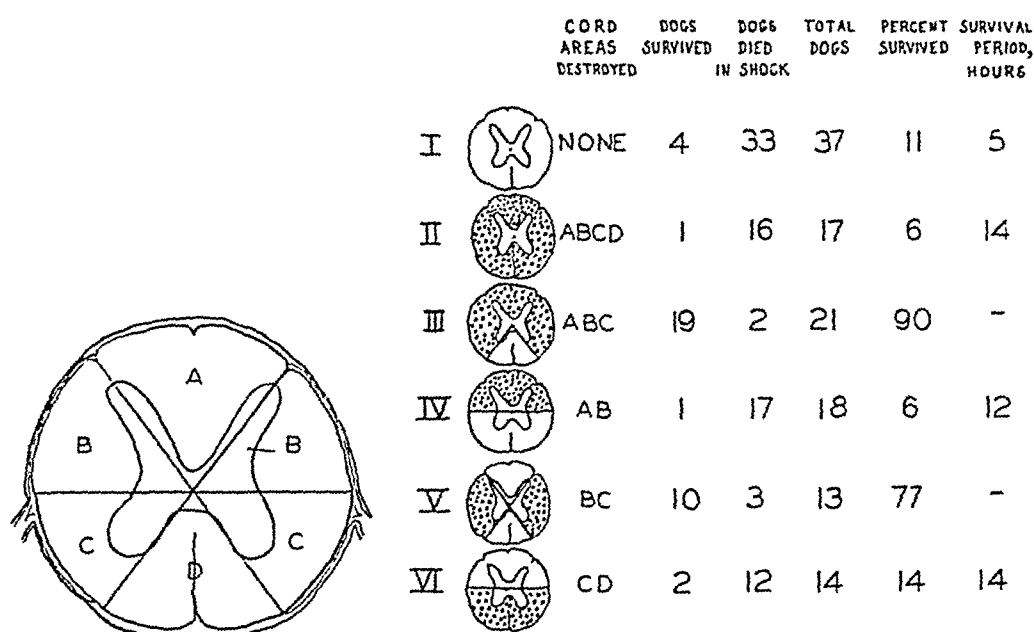 CORD DOGS DOGS TOTAL PERCENT SURVIVAL
AREAS SURVIVED DIED DOGS SURVIVED PERIOD,
DESTROYED IN SHOCK HOURS
I NONE 4 33 37 11 5
II ABCD 1 16 17 6 14
III ABC 19 2 21 90 -
IV AB 1 17 18 6 12
V BC 10 3 13 77 -
VI CD 2 12 14 14 14
A
B B
C C
D